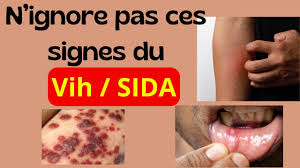 N'ignore pas ces
signes du
Vih / SIDA